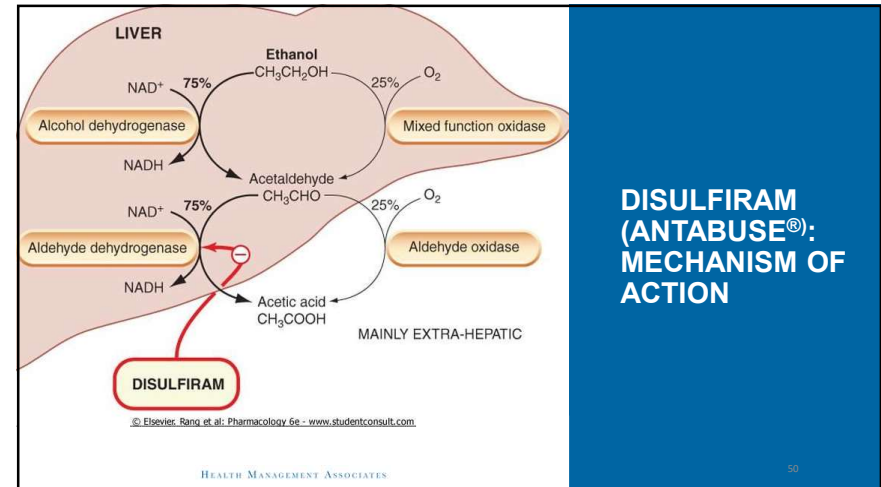 LIVER
Ethanol
CH₃CH₂OH
NAD⁺
75%
25%
O₂
Alcohol dehydrogenase
Mixed function oxidase
NADH
Acetaldehyde
CH₃CHO
NAD⁺
75%
25%
O₂
Aldehyde dehydrogenase
−
Aldehyde oxidase
NADH
Acetic acid
CH₃COOH
MAINLY EXTRA-HEPATIC
DISULFIRAM
© Elsevier. Rang et al: Pharmacology 6e - www.studentconsult.com
HEALTH MANAGEMENT ASSOCIATES
DISULFIRAM
(ANTABUSE®):
MECHANISM OF
ACTION
50